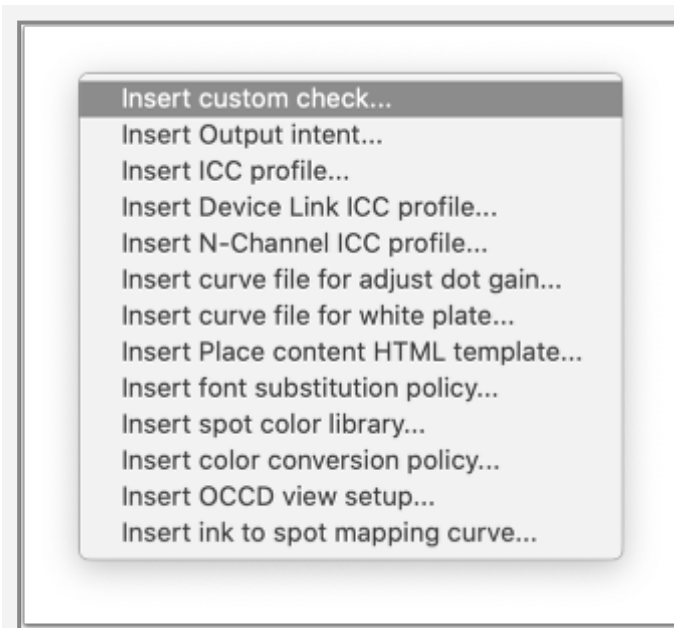 Insert custom check...
Insert Output intent...
Insert ICC profile...
Insert Device Link ICC profile...
Insert N-Channel ICC profile...
Insert curve file for adjust dot gain...
Insert curve file for white plate...
Insert Place content HTML template...
Insert font substitution policy...
Insert spot color library...
Insert color conversion policy...
Insert OCCD view setup...
Insert ink to spot mapping curve...